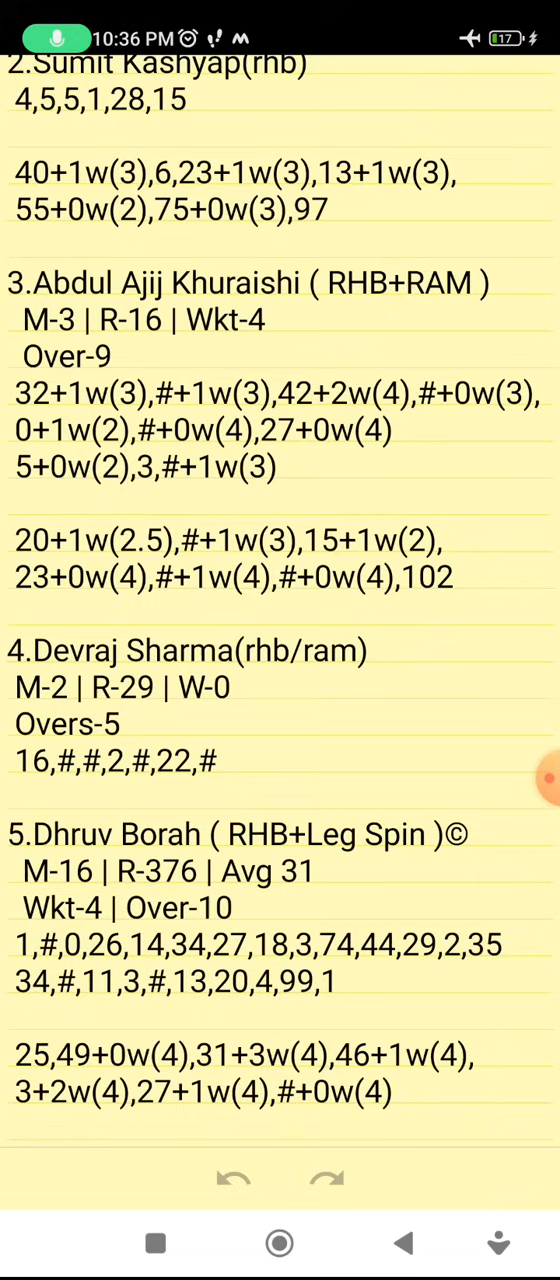 10:36 PM
17
2.Sumit Kashyap(rhb)
4,5,5,1,28,15
40+1w(3),6,23+1w(3),13+1w(3),
55+0w(2),75+0w(3),97
3.Abdul Ajij Khuraishi ( RHB+RAM )
M-3 | R-16 | Wkt-4
Over-9
32+1w(3),#+1w(3),42+2w(4),#+0w(3),
0+1w(2),#+0w(4),27+0w(4)
5+0w(2),3,#+1w(3)
20+1w(2.5),#+1w(3),15+1w(2),
23+0w(4),#+1w(4),#+0w(4),102
4.Devraj Sharma(rhb/ram)
M-2 | R-29 | W-0
Overs-5
16,#,#,2,#,22,#
5.Dhruv Borah ( RHB+Leg Spin )©
M-16 | R-376 | Avg 31
Wkt-4 | Over-10
1,#,0,26,14,34,27,18,3,74,44,29,2,35
34,#,11,3,#,13,20,4,99,1
25,49+0w(4),31+3w(4),46+1w(4),
3+2w(4),27+1w(4),#+0w(4)